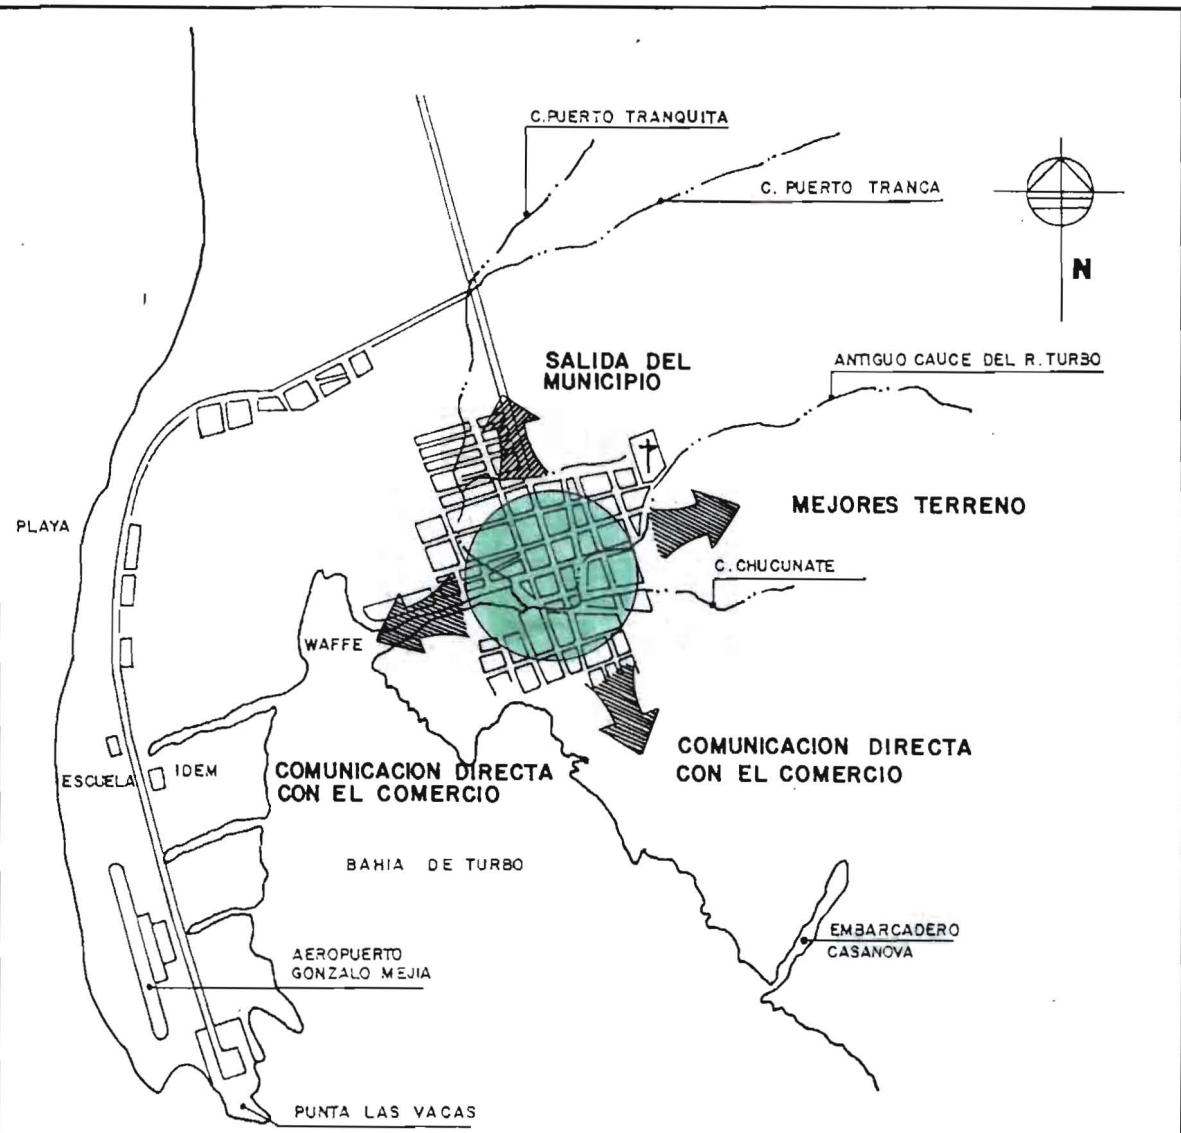 C.PUERTO TRANQUITA
C. PUERTO TRANCA
N
SALIDA DEL
MUNICIPIO
ANTIGUO CAUCE DEL R. TURBO
MEJORES TERRENO
PLAYA
C. CHUCUNATE
WAFFE
COMUNICACION DIRECTA
CON EL COMERCIO
ESCUELA
IDEM
COMUNICACION DIRECTA
CON EL COMERCIO
BAHIA DE TURBO
EMBARCADERO
CASANOVA
AEROPUERTO
GONZALO MEJIA
PUNTA LAS VACAS